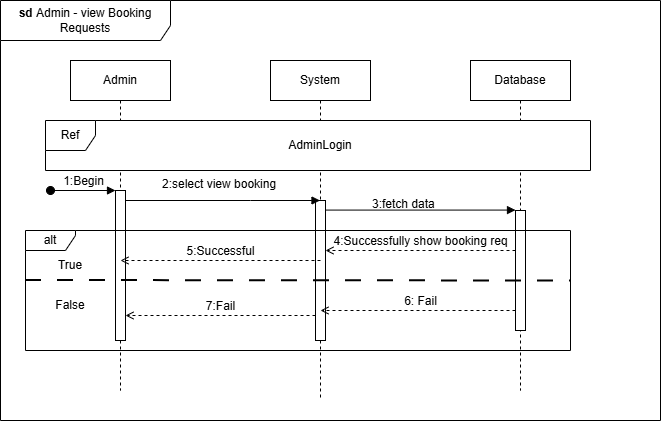 sd Admin - view Booking
Requests
Admin
System
Database
Ref
AdminLogin
1:Begin
2:select view booking
3:fetch data
alt
4:Successfully show booking req
5:Successful
True
False
6: Fail
7:Fail